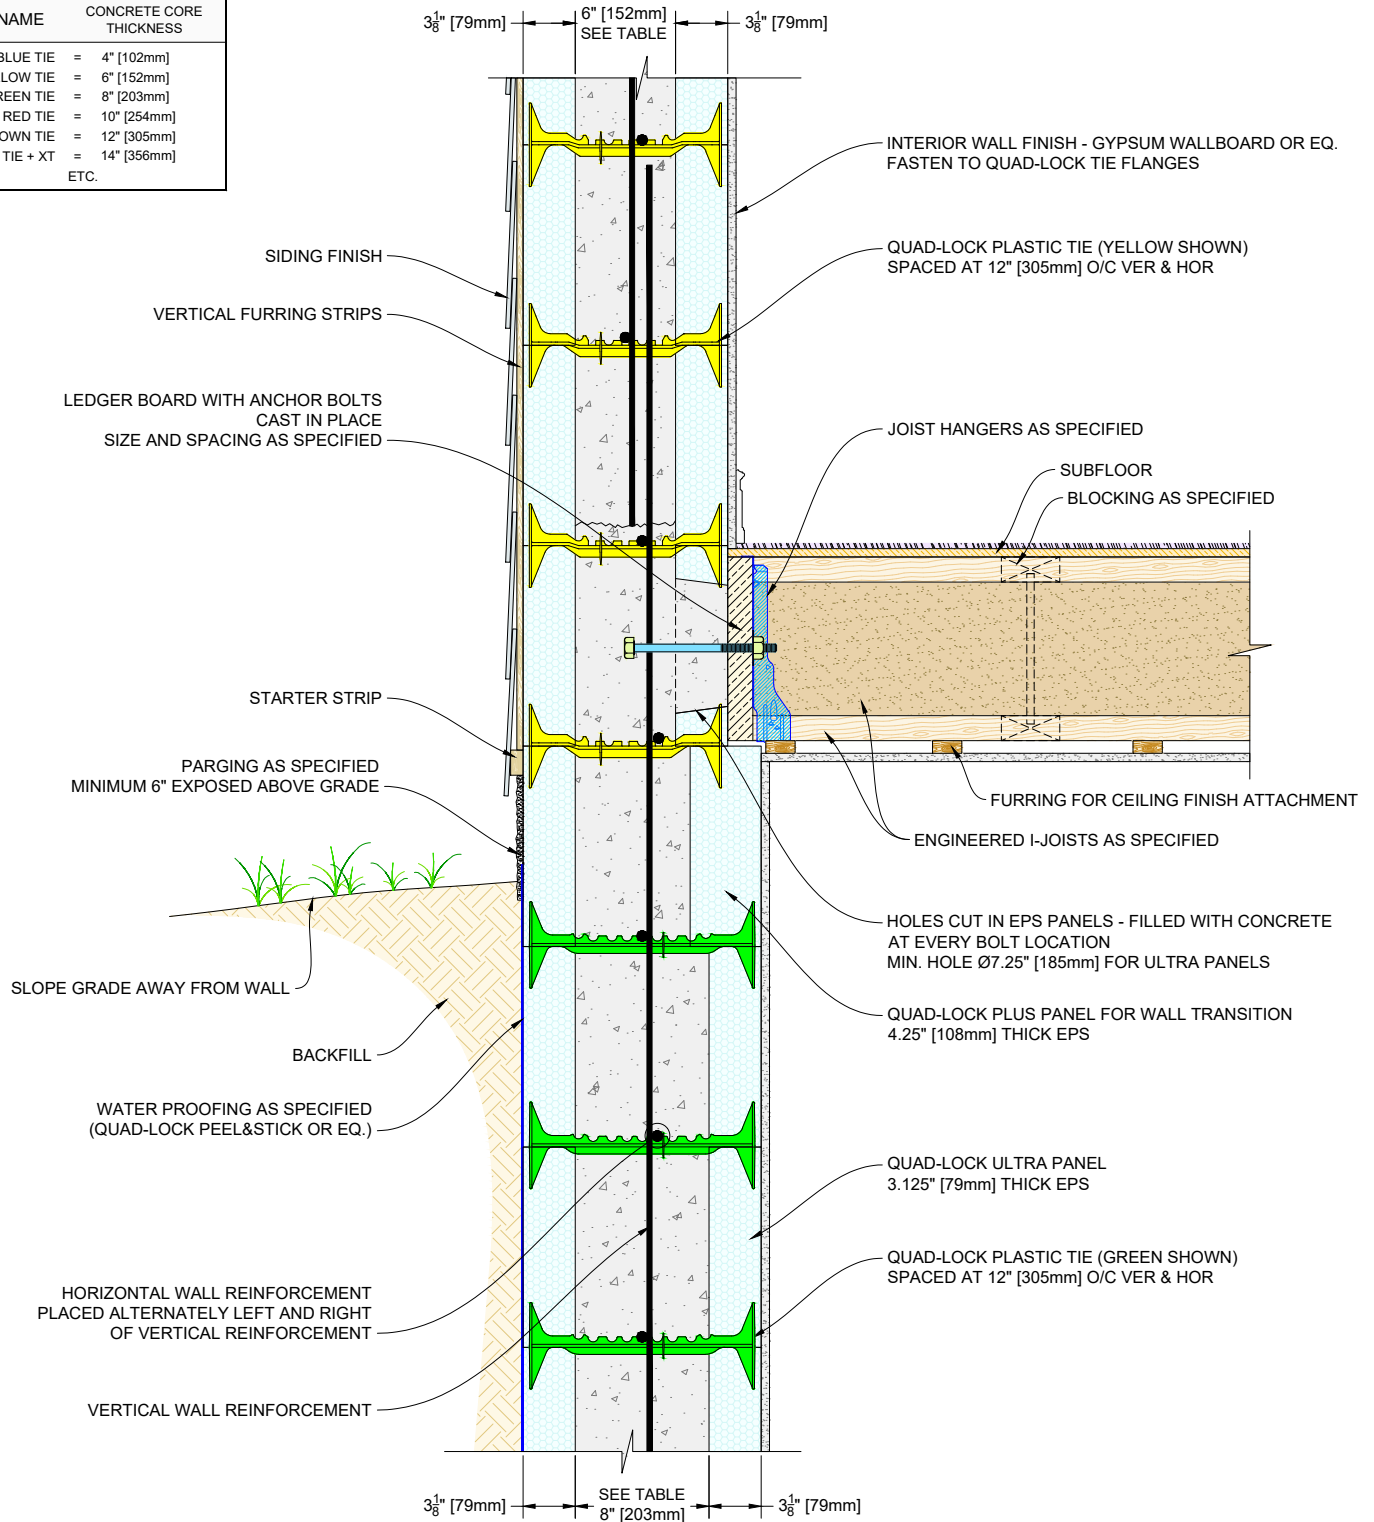 NAME
CONCRETE CORE
THICKNESS
BLUE TIE = 4" [102mm]
LOW TIE = 6" [152mm]
REEN TIE = 8" [203mm]
RED TIE = 10" [254mm]
OWN TIE = 12" [305mm]
TIE + XT = 14" [356mm]
ETC.
3 1/8" [79mm]
6" [152mm]
SEE TABLE
3 1/8" [79mm]
INTERIOR WALL FINISH - GYPSUM WALLBOARD OR EQ.
FASTEN TO QUAD-LOCK TIE FLANGES
SIDING FINISH
QUAD-LOCK PLASTIC TIE (YELLOW SHOWN)
SPACED AT 12" [305mm] O/C VER & HOR
VERTICAL FURRING STRIPS
LEDGER BOARD WITH ANCHOR BOLTS
CAST IN PLACE
SIZE AND SPACING AS SPECIFIED
JOIST HANGERS AS SPECIFIED
SUBFLOOR
BLOCKING AS SPECIFIED
STARTER STRIP
PARGING AS SPECIFIED
MINIMUM 6" EXPOSED ABOVE GRADE
FURRING FOR CEILING FINISH ATTACHMENT
ENGINEERED I-JOISTS AS SPECIFIED
HOLES CUT IN EPS PANELS - FILLED WITH CONCRETE
AT EVERY BOLT LOCATION
MIN. HOLE Ø7.25" [185mm] FOR ULTRA PANELS
SLOPE GRADE AWAY FROM WALL
QUAD-LOCK PLUS PANEL FOR WALL TRANSITION
4.25" [108mm] THICK EPS
BACKFILL
WATER PROOFING AS SPECIFIED
(QUAD-LOCK PEEL&STICK OR EQ.)
QUAD-LOCK ULTRA PANEL
3.125" [79mm] THICK EPS
QUAD-LOCK PLASTIC TIE (GREEN SHOWN)
SPACED AT 12" [305mm] O/C VER & HOR
HORIZONTAL WALL REINFORCEMENT
PLACED ALTERNATELY LEFT AND RIGHT
OF VERTICAL REINFORCEMENT
VERTICAL WALL REINFORCEMENT
3 1/8" [79mm]
SEE TABLE
8" [203mm]
3 1/8" [79mm]